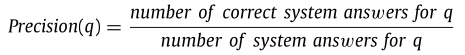 Precision(q) = number of correct system answers for q / number of system answers for q